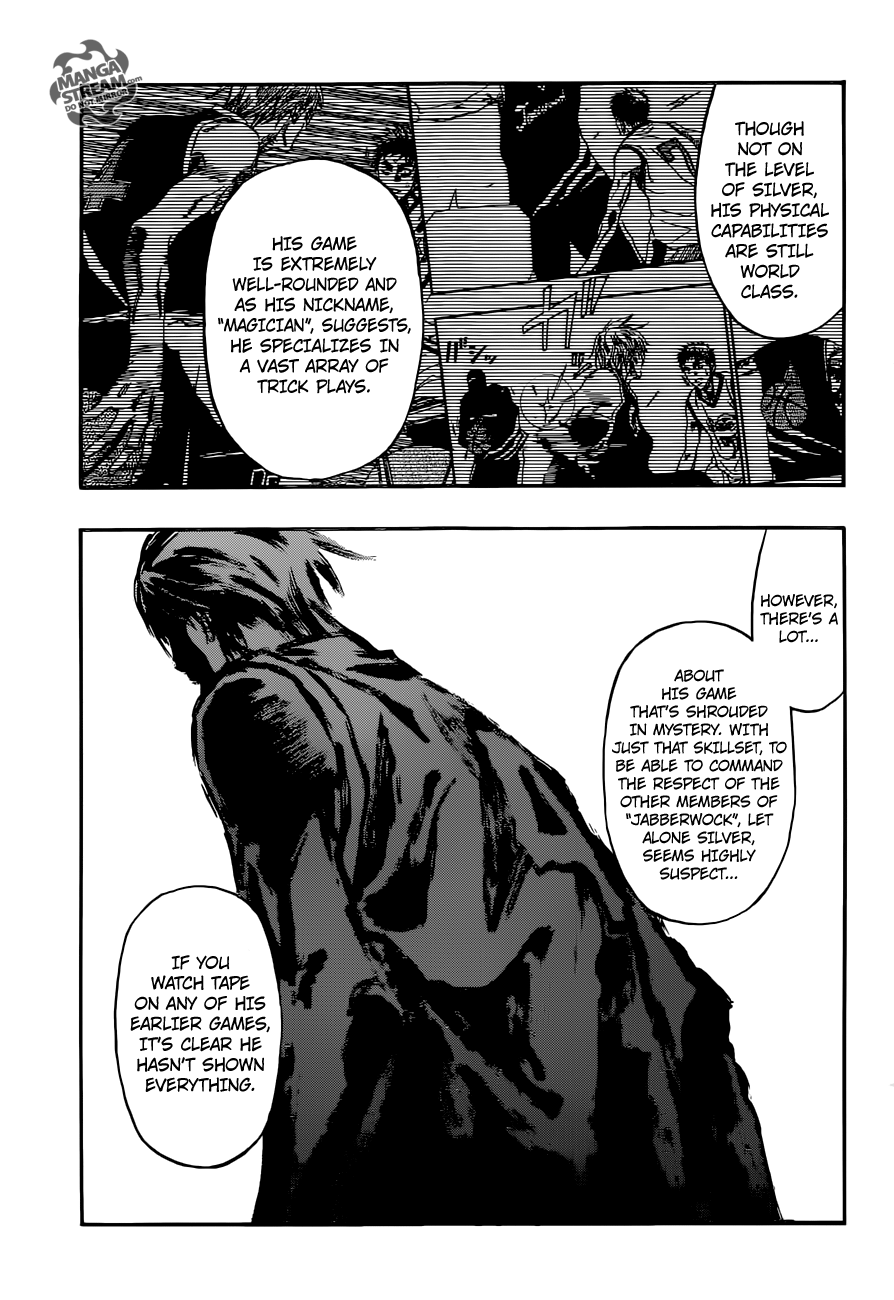 MANGA
STREAM.com
DO NOT MIRROR
THOUGH
NOT ON
THE LEVEL
OF SILVER,
HIS PHYSICAL
CAPABILITIES
ARE STILL
WORLD
CLASS.
HIS GAME
IS EXTREMELY
WELL-ROUNDED AND
AS HIS NICKNAME,
"MAGICIAN", SUGGESTS,
HE SPECIALIZES IN
A VAST ARRAY OF
TRICK PLAYS.
HOWEVER,
THERE'S A
LOT...
ABOUT
HIS GAME
THAT'S SHROUDED
IN MYSTERY. WITH
JUST THAT SKILLSET, TO
BE ABLE TO COMMAND
THE RESPECT OF THE
OTHER MEMBERS OF
"JABBERWOCK", LET
ALONE SILVER,
SEEMS HIGHLY
SUSPECT...
IF YOU
WATCH TAPE
ON ANY OF HIS
EARLIER GAMES,
IT'S CLEAR HE
HASN'T SHOWN
EVERYTHING.